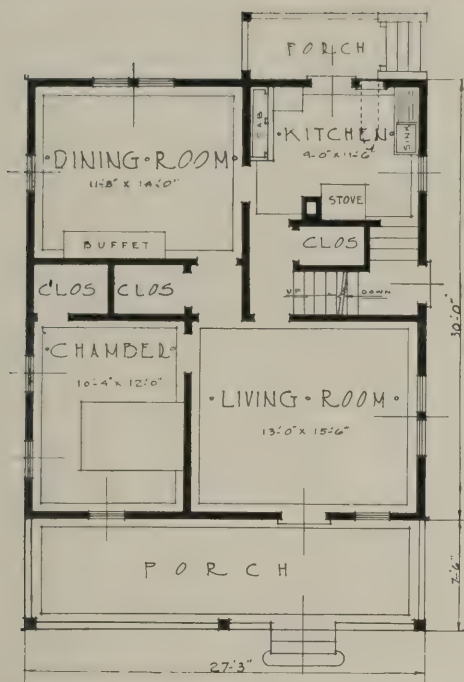 PORCH
CAB
•KITCHEN•
9'-0" X 11'-6"
SINK
•DINING•ROOM•
11'-8" X 14'-0"
STOVE
BUFFET
CLOS
CLOS
CLOS
UP
DOWN
30'-0"
•CHAMBER•
10'-4" X 12'-0"
•LIVING•ROOM•
13'-0" X 15'-6"
PORCH
7'-6"
27'-3"